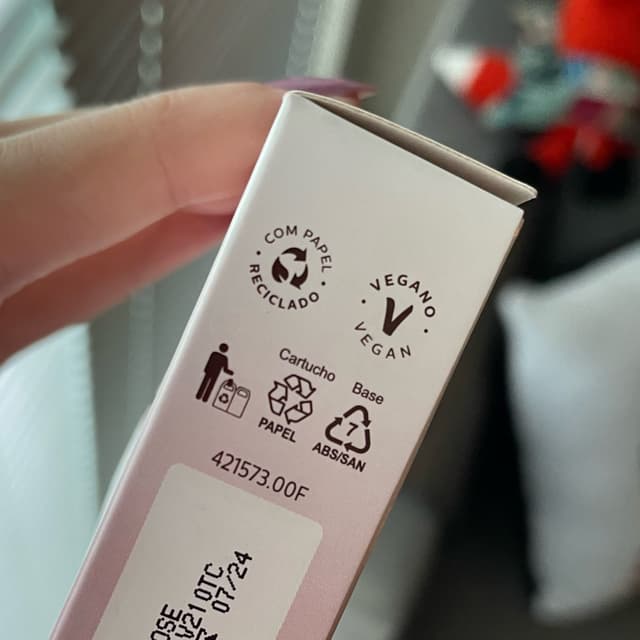 COM PAPEL
RECICLADO
VEGANO
V
VEGAN
Cartucho
Base
PAPEL
7
ABS/SAN
421573.00F
07/24